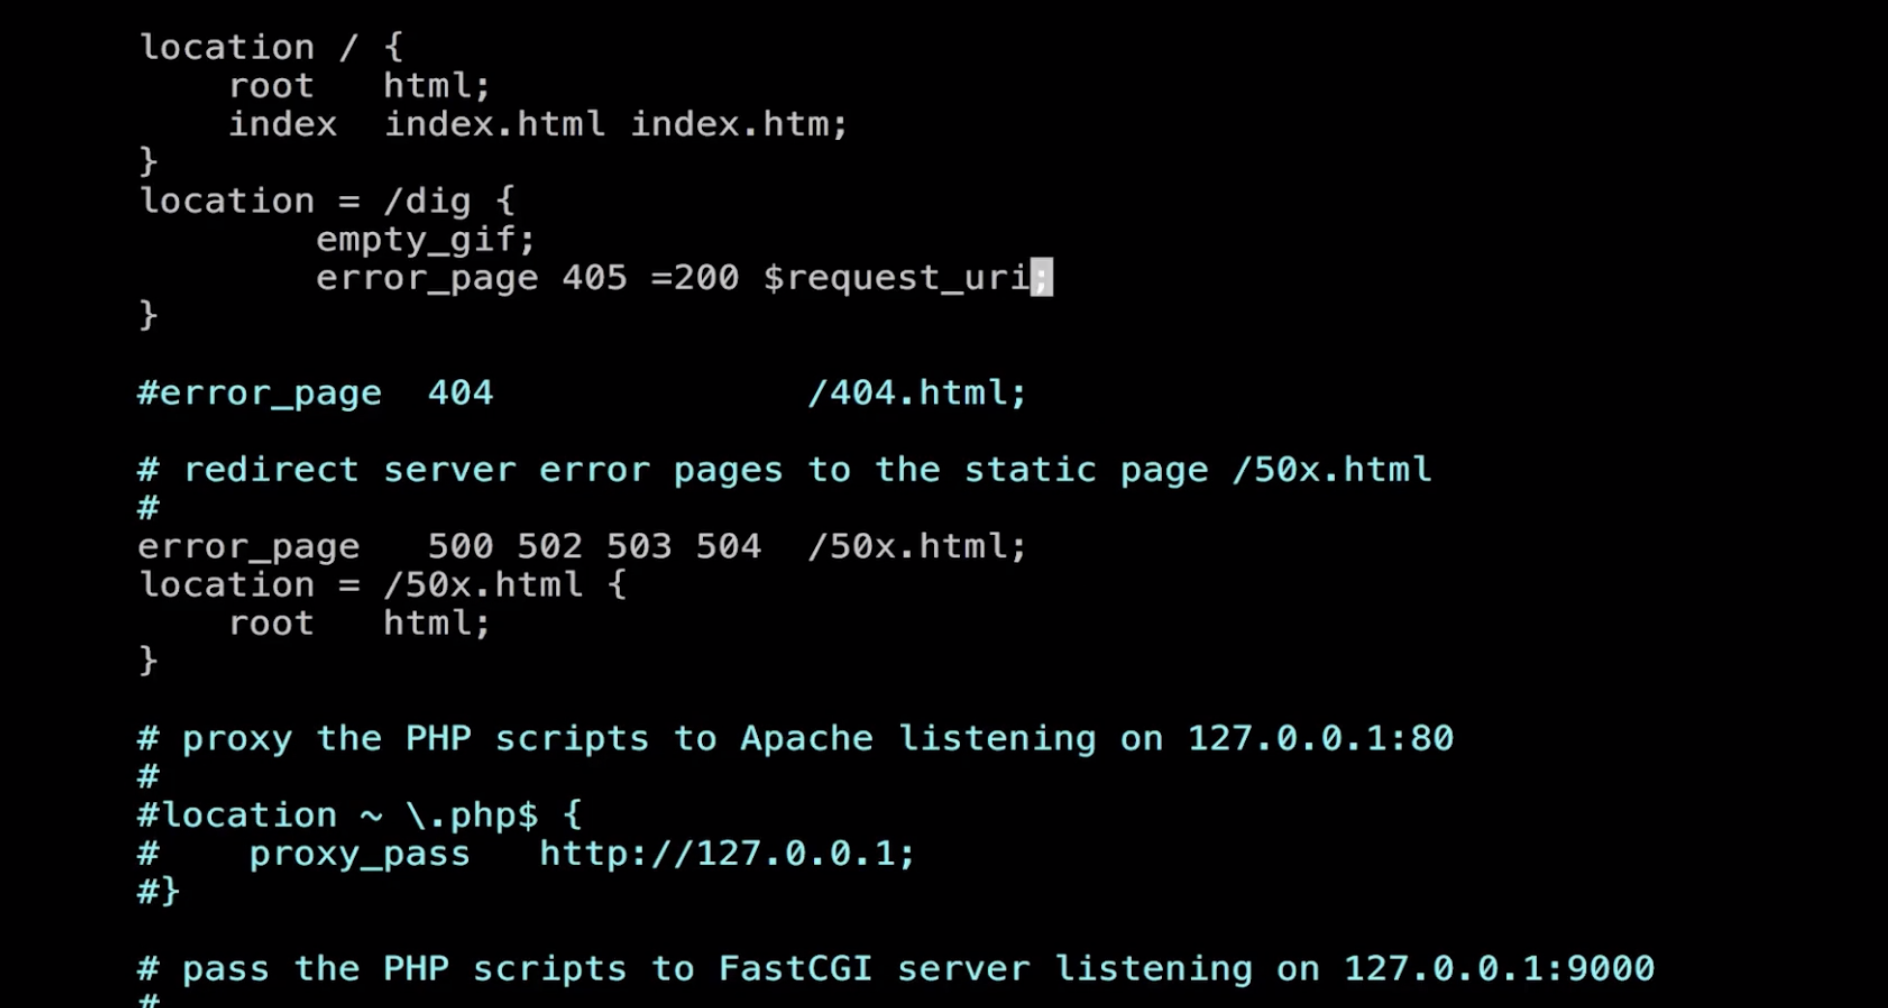 location / {
    root   html;
    index  index.html index.htm;
}
location = /dig {
        empty_gif;
        error_page 405 =200 $request_uri;
}
#error_page  404              /404.html;
# redirect server error pages to the static page /50x.html
#
error_page   500 502 503 504  /50x.html;
location = /50x.html {
    root   html;
}
# proxy the PHP scripts to Apache listening on 127.0.0.1:80
#
#location ~ \.php$ {
#    proxy_pass   http://127.0.0.1;
#}
# pass the PHP scripts to FastCGI server listening on 127.0.0.1:9000
#